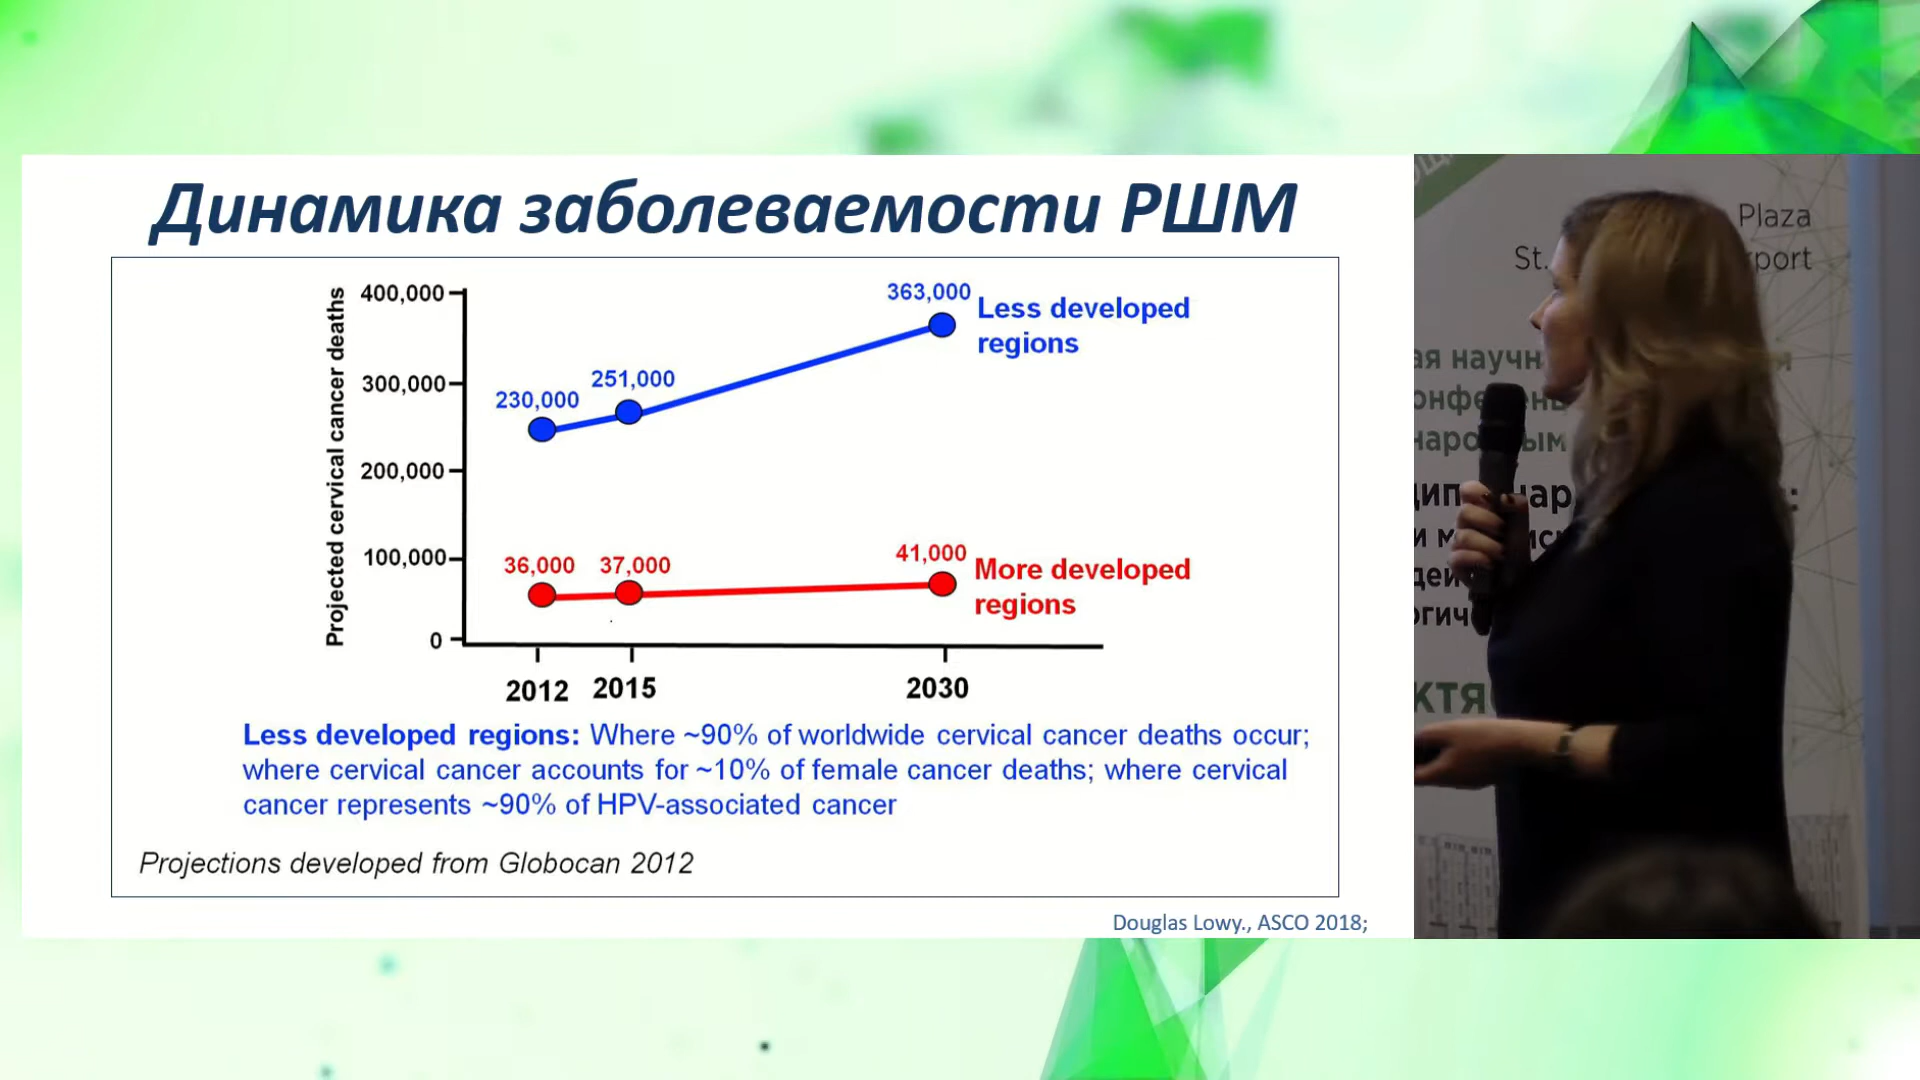 Динамика заболеваемости РШМ
Projected cervical cancer deaths
400,000
300,000
200,000
100,000
0
230,000
251,000
363,000
Less developed
regions
36,000
37,000
41,000
More developed
regions
2012
2015
2030
Less developed regions: Where ~90% of worldwide cervical cancer deaths occur;
where cervical cancer accounts for ~10% of female cancer deaths; where cervical
cancer represents ~90% of HPV-associated cancer
Projections developed from Globocan 2012
Douglas Lowy., ASCO 2018;
Plaza
St.